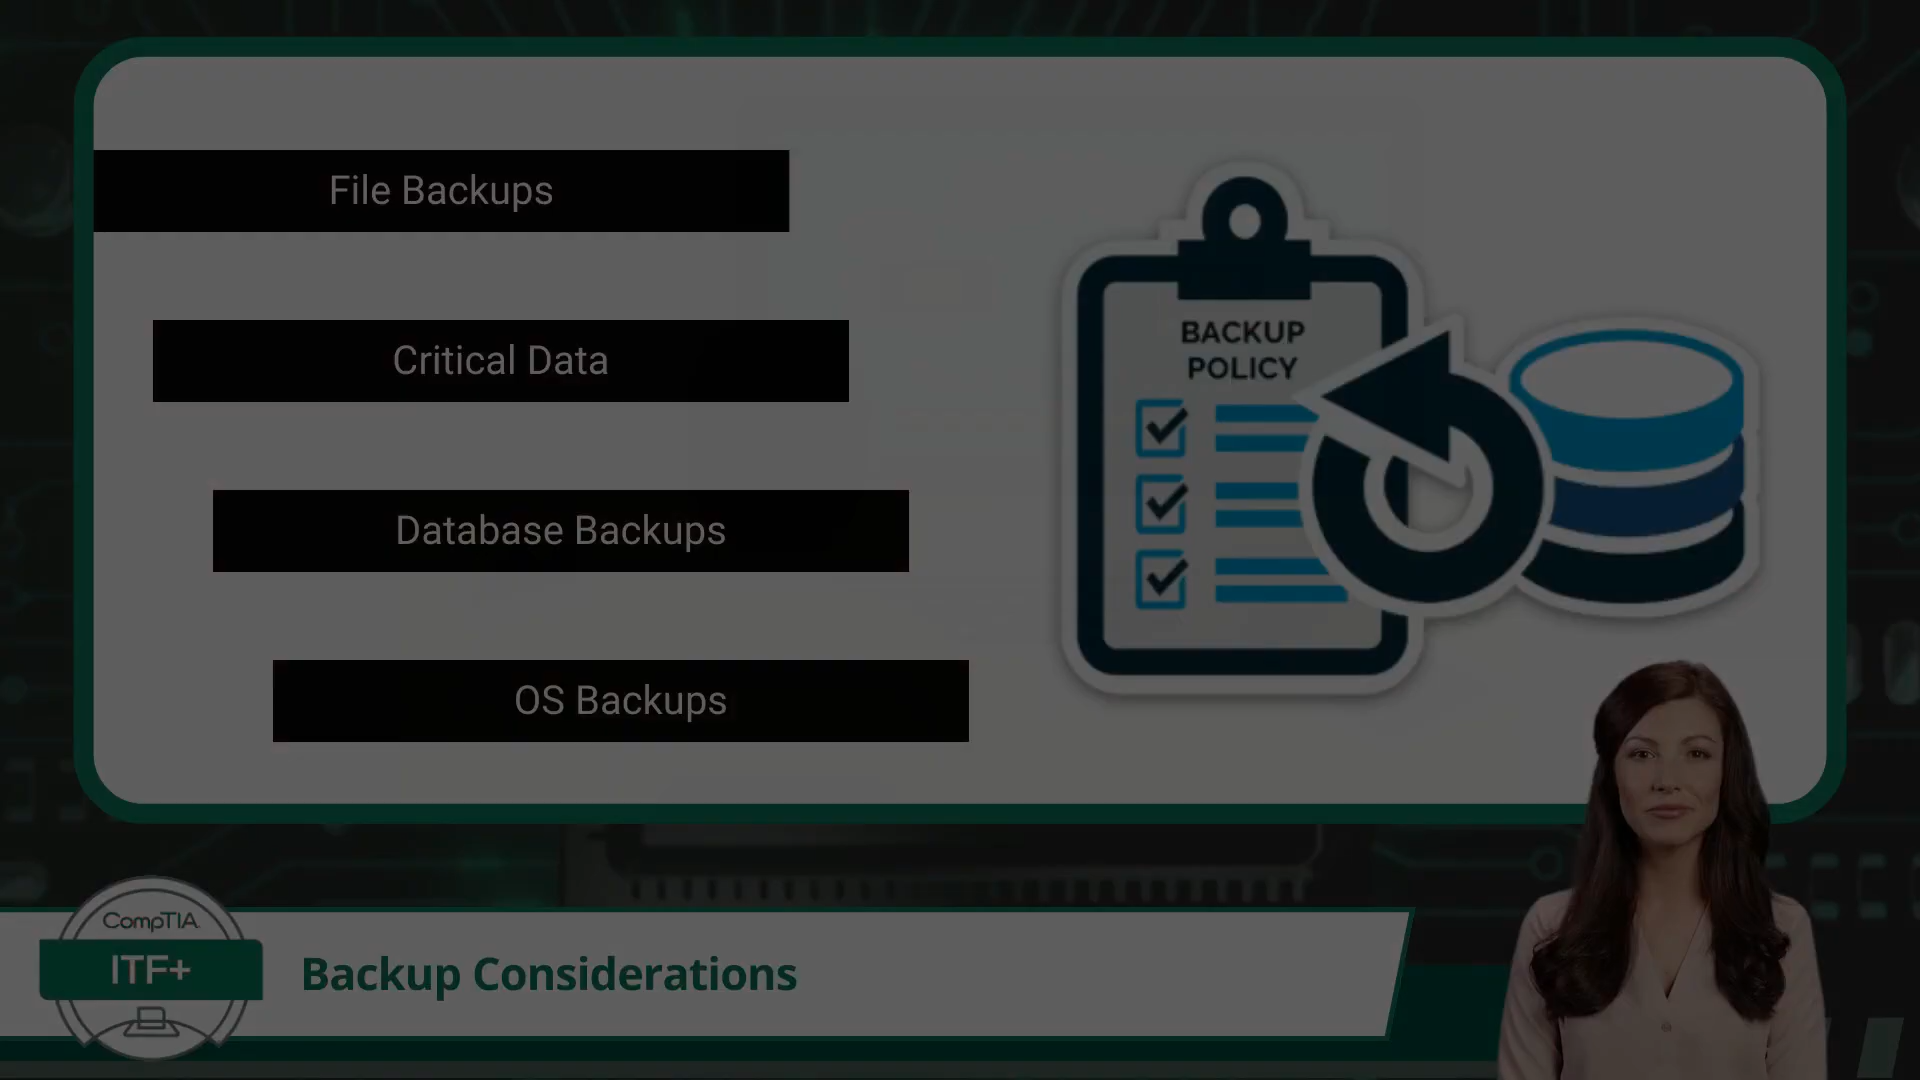 File Backups
Critical Data
Database Backups
OS Backups
BACKUP
POLICY
CompTIA
ITF+
Backup Considerations